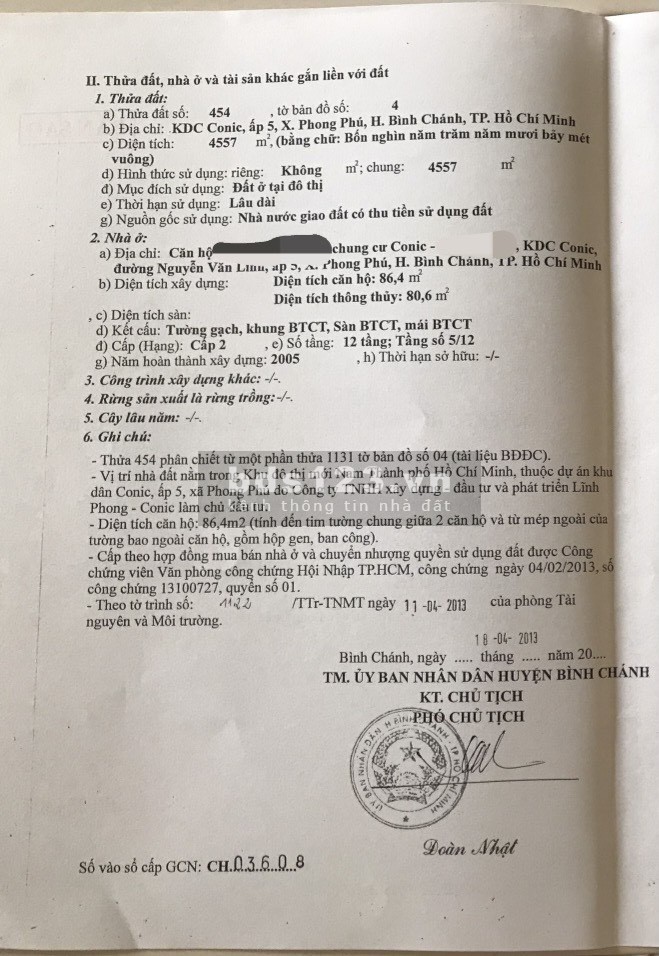 II. Thửa đất, nhà ở và tài sản khác gắn liền với đất
1. Thửa đất:
a) Thửa đất số: 454 , tờ bản đồ số: 4
b) Địa chỉ: .KDC Conic, ấp 5, X. Phong Phú, H. Bình Chánh, TP. Hồ Chí Minh
c) Diện tích: 4557 m², (bằng chữ: Bốn nghìn năm trăm năm mươi bảy mét
vuông)
d) Hình thức sử dụng: riêng: Không m²; chung: 4557 m²
đ) Mục đích sử dụng: Đất ở tại đô thị
e) Thời hạn sử dụng: Lâu dài
g) Nguồn gốc sử dụng: Nhà nước giao đất có thu tiền sử dụng đất
2. Nhà ở:
a) Địa chỉ: Căn hộ chung cư Conic - , KDC Conic,
đường Nguyễn Văn Linh, ấp 5, X. Phong Phú, H. Bình Chánh, TP. Hồ Chí Minh
b) Diện tích xây dựng: Diện tích căn hộ: 86,4 m²
Diện tích thông thủy: 80,6 m²
, c) Diện tích sàn:
d) Kết cấu: Tường gạch, khung BTCT, Sàn BTCT, mái BTCT
đ) Cấp (Hạng): Cấp 2 , e) Số tầng: 12 tầng; Tầng số 5/12
g) Năm hoàn thành xây dựng: 2005 , h) Thời hạn sở hữu: -/-
3. Công trình xây dựng khác: -/-.
4. Rừng sản xuất là rừng trồng:-/-.
5. Cây lâu năm: -/-.
6. Ghi chú:
- Thửa 454 phân chiết từ một phần thửa 1131 tờ bản đồ số 04 (tài liệu BĐĐC).
- Vị trí nhà đất nằm trong Khu đô thị mới Nam thành phố Hồ Chí Minh, thuộc dự án khu
dân Conic, ấp 5, xã Phong Phú do Công ty TNHH xây dựng - đầu tư và phát triển Lĩnh
Phong - Conic làm chủ đầu tư.
- Diện tích căn hộ: 86,4m2 (tính đến tim tường chung giữa 2 căn hộ và từ mép ngoài của
tường bao ngoài căn hộ, gồm hộp gen, ban công).
- Cấp theo hợp đồng mua bán nhà ở và chuyển nhượng quyền sử dụng đất được Công
chứng viên Văn phòng công chứng Hội Nhập TP.HCM, công chứng ngày 04/02/2013, số
công chứng 13100727, quyển số 01.
- Theo tờ trình số: 1122 /TTr-TNMT ngày 11-04-2013 của phòng Tài
nguyên và Môi trường.
bds123.vn
kênh thông tin nhà đất
18-04-2013
Bình Chánh, ngày ..... tháng ..... năm 20....
TM. ỦY BAN NHÂN DÂN HUYỆN BÌNH CHÁNH
KT. CHỦ TỊCH
PHÓ CHỦ TỊCH
ỦY BAN NHÂN DÂN H BÌNH CHÁNH - TP HỒ CHÍ MINH
Đoàn Nhật
Số vào sổ cấp GCN: CH.03608